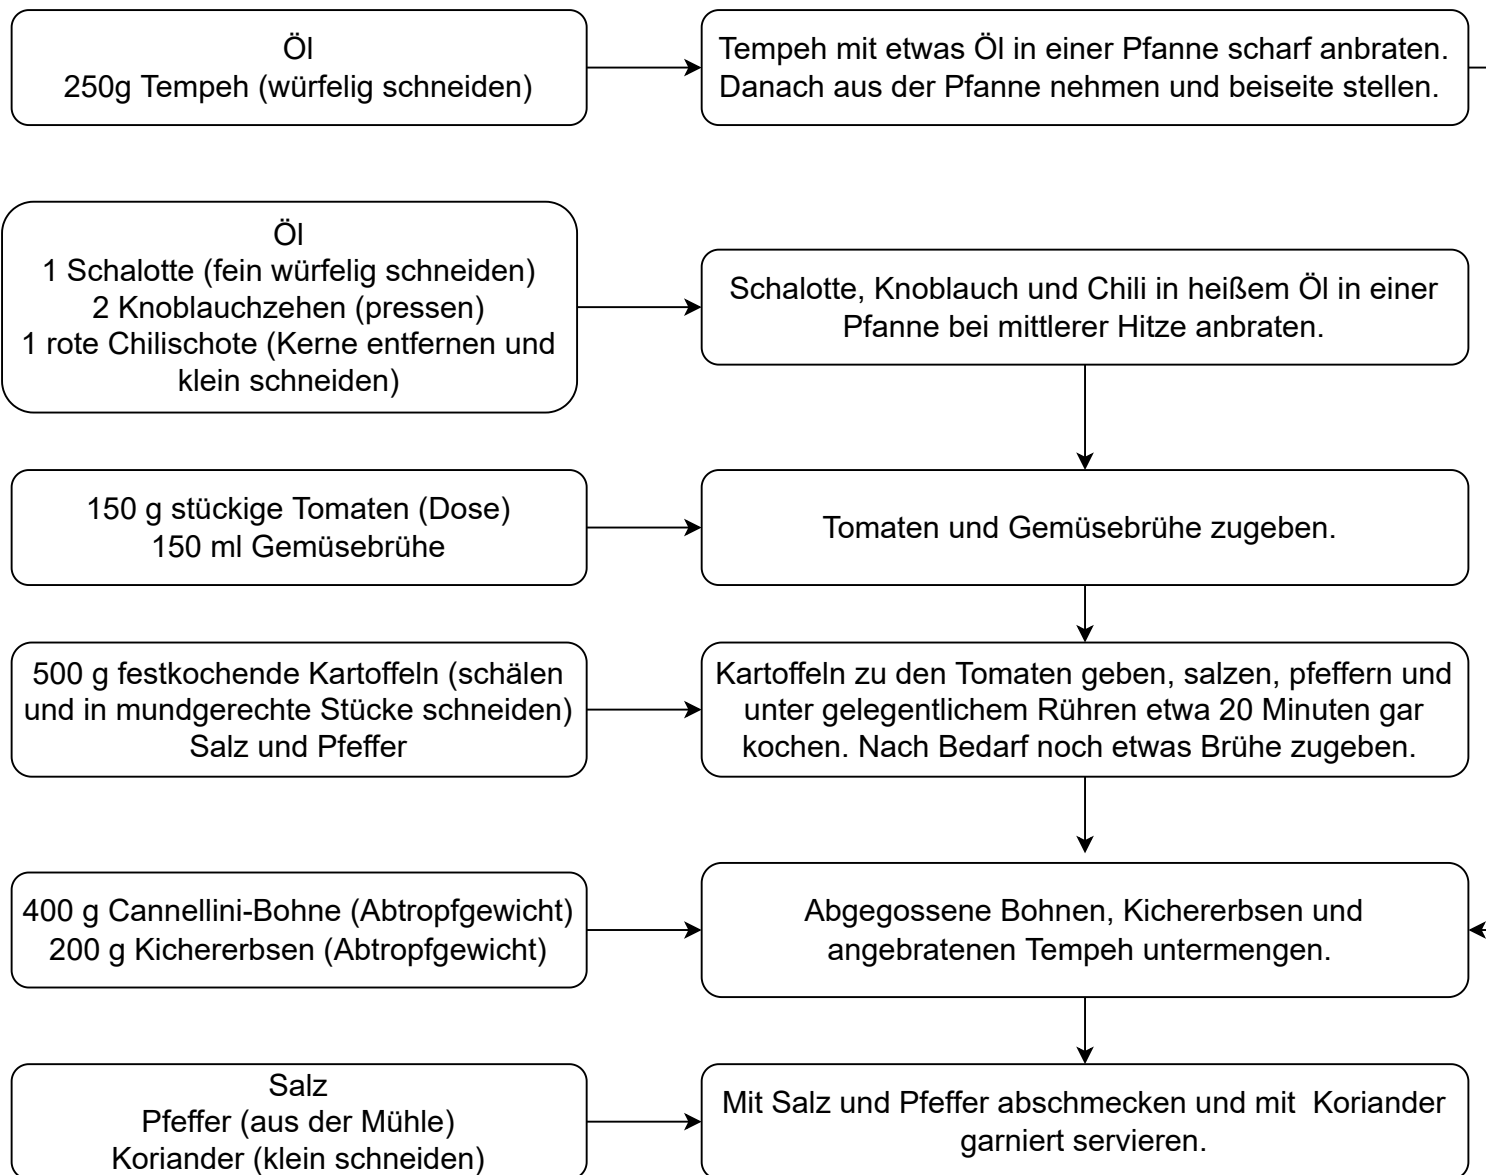 Öl
250g Tempeh (würfelig schneiden)
Tempeh mit etwas Öl in einer Pfanne scharf anbraten.
Danach aus der Pfanne nehmen und beiseite stellen.
Öl
1 Schalotte (fein würfelig schneiden)
2 Knoblauchzehen (pressen)
1 rote Chilischote (Kerne entfernen und
klein schneiden)
Schalotte, Knoblauch und Chili in heißem Öl in einer
Pfanne bei mittlerer Hitze anbraten.
150 g stückige Tomaten (Dose)
150 ml Gemüsebrühe
Tomaten und Gemüsebrühe zugeben.
500 g festkochende Kartoffeln (schälen
und in mundgerechte Stücke schneiden)
Salz und Pfeffer
Kartoffeln zu den Tomaten geben, salzen, pfeffern und
unter gelegentlichem Rühren etwa 20 Minuten gar
kochen. Nach Bedarf noch etwas Brühe zugeben.
400 g Cannellini-Bohne (Abtropfgewicht)
200 g Kichererbsen (Abtropfgewicht)
Abgegossene Bohnen, Kichererbsen und
angebratenen Tempeh untermengen.
Salz
Pfeffer (aus der Mühle)
Koriander (klein schneiden)
Mit Salz und Pfeffer abschmecken und mit  Koriander
garniert servieren.